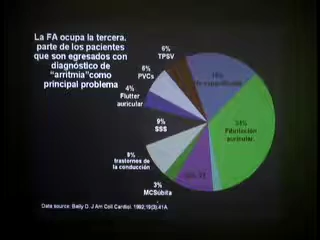 La FA ocupa la tercera.
parte de los pacientes
que son egresados con
diagnóstico de
"arritmia"como
principal problema
6%
TPSV
6%
PVCs
4%
Flutter
auricular
9%
SSS
8%
trastornos de
la conducción
3%
MCSúbita
34%
Fibrilación
auricular.
Data source: Baily D. J Am Coll Cardiol. 1992;19(3):41A.